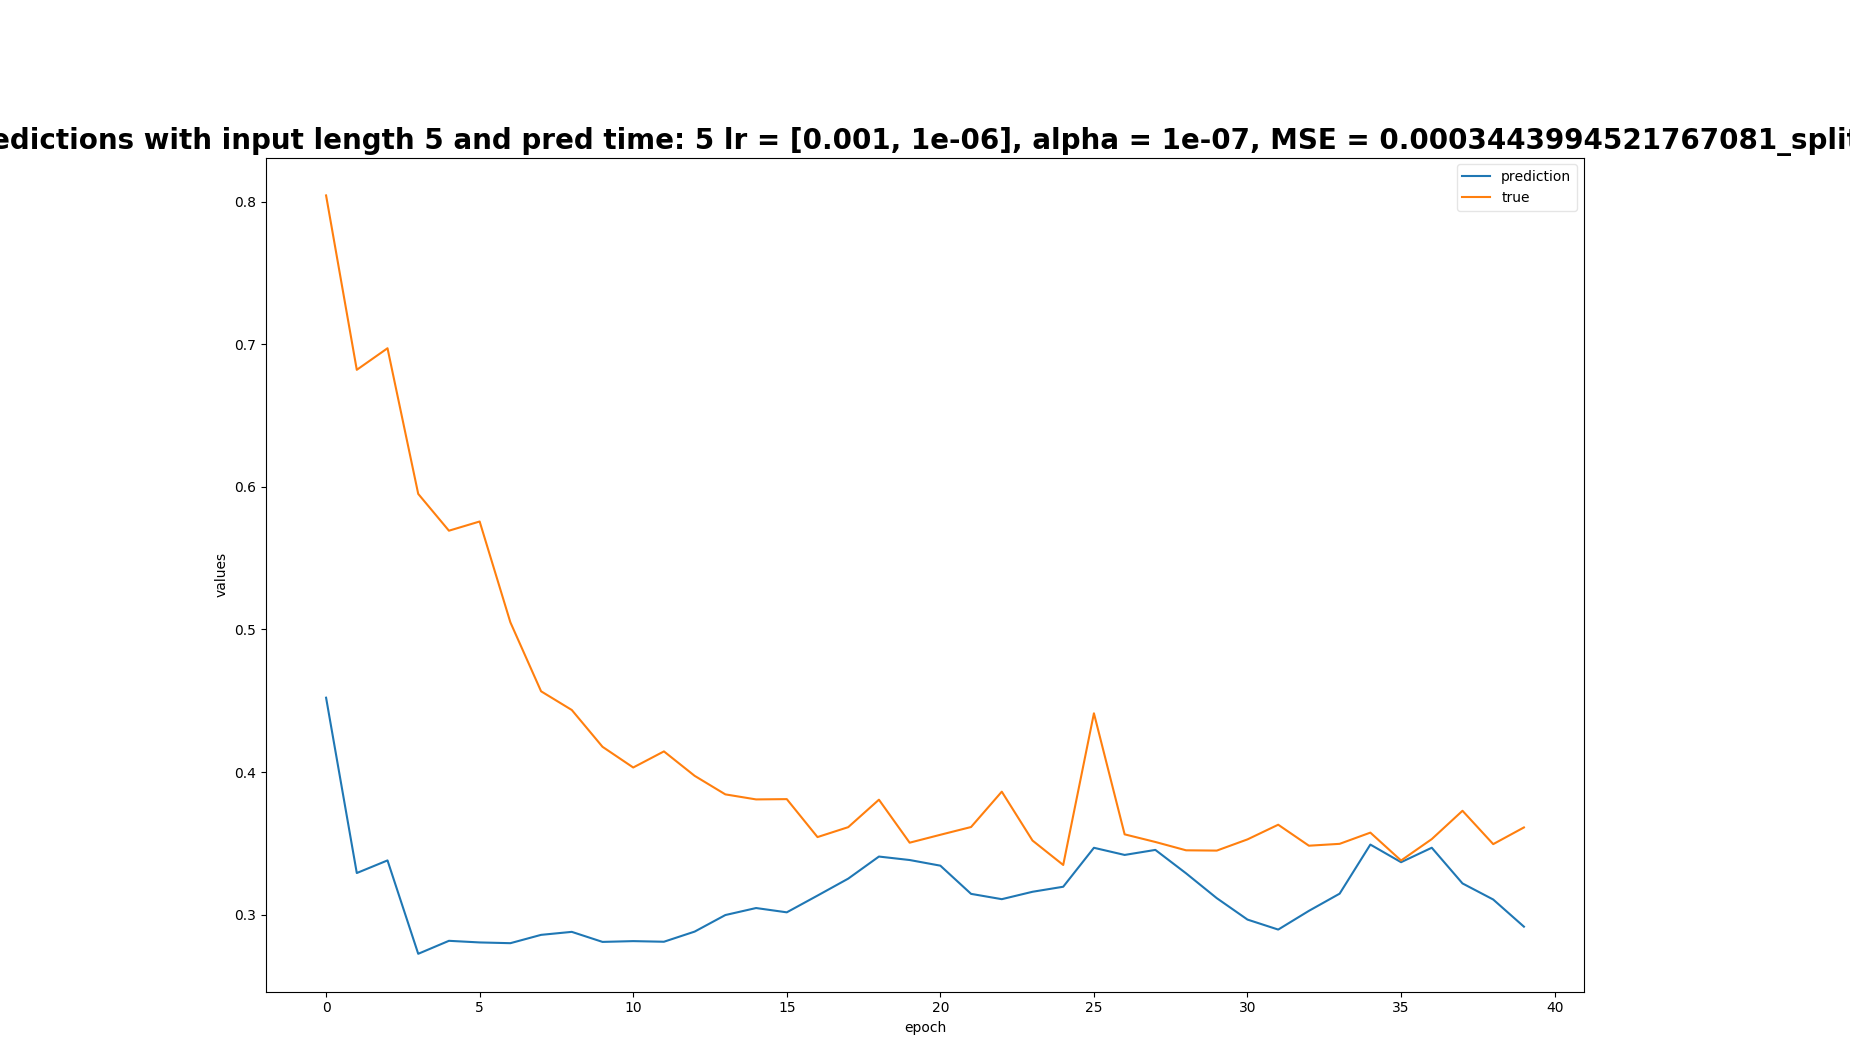 edictions with input length 5 and pred time: 5 lr = [0.001, 1e-06], alpha = 1e-07, MSE = 0.0003443994521767081_split
prediction
true
0.8
0.7
0.6
0.5
0.4
0.3
values
0 5 10 15 20 25 30 35 40
epoch